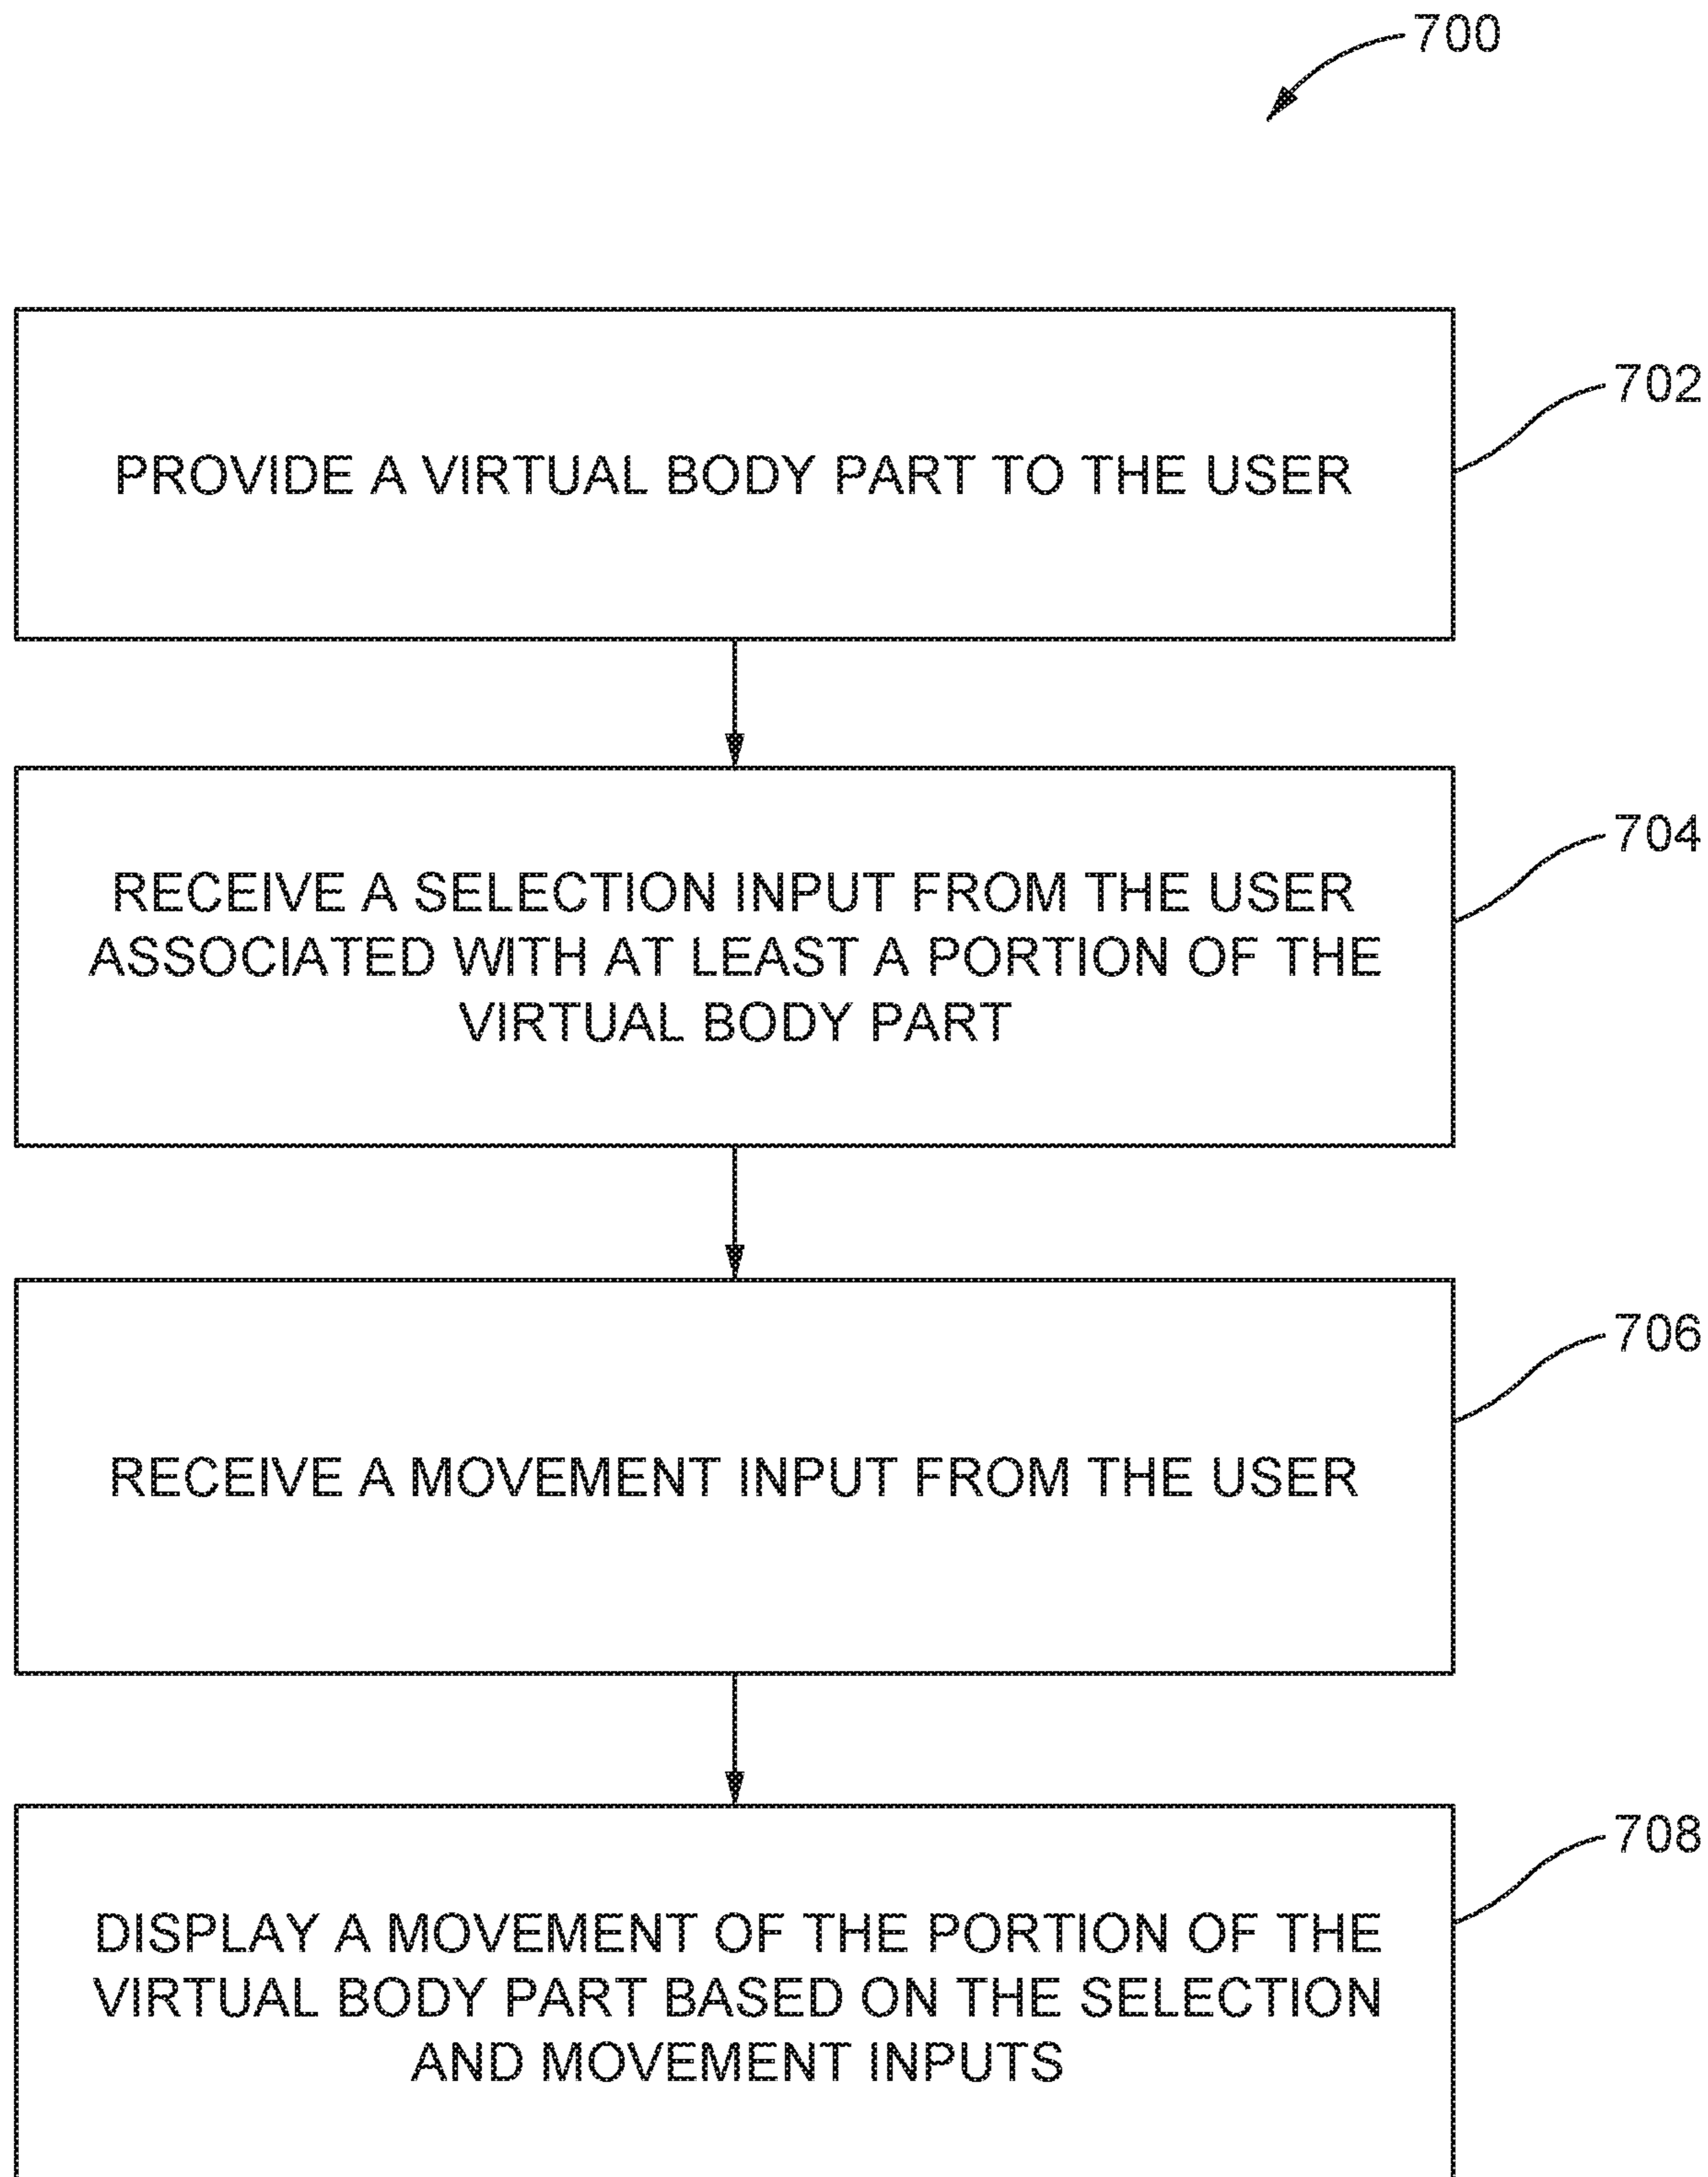 700
PROVIDE A VIRTUAL BODY PART TO THE USER
702
RECEIVE A SELECTION INPUT FROM THE USER
ASSOCIATED WITH AT LEAST A PORTION OF THE
VIRTUAL BODY PART
704
RECEIVE A MOVEMENT INPUT FROM THE USER
706
DISPLAY A MOVEMENT OF THE PORTION OF THE
VIRTUAL BODY PART BASED ON THE SELECTION
AND MOVEMENT INPUTS
708